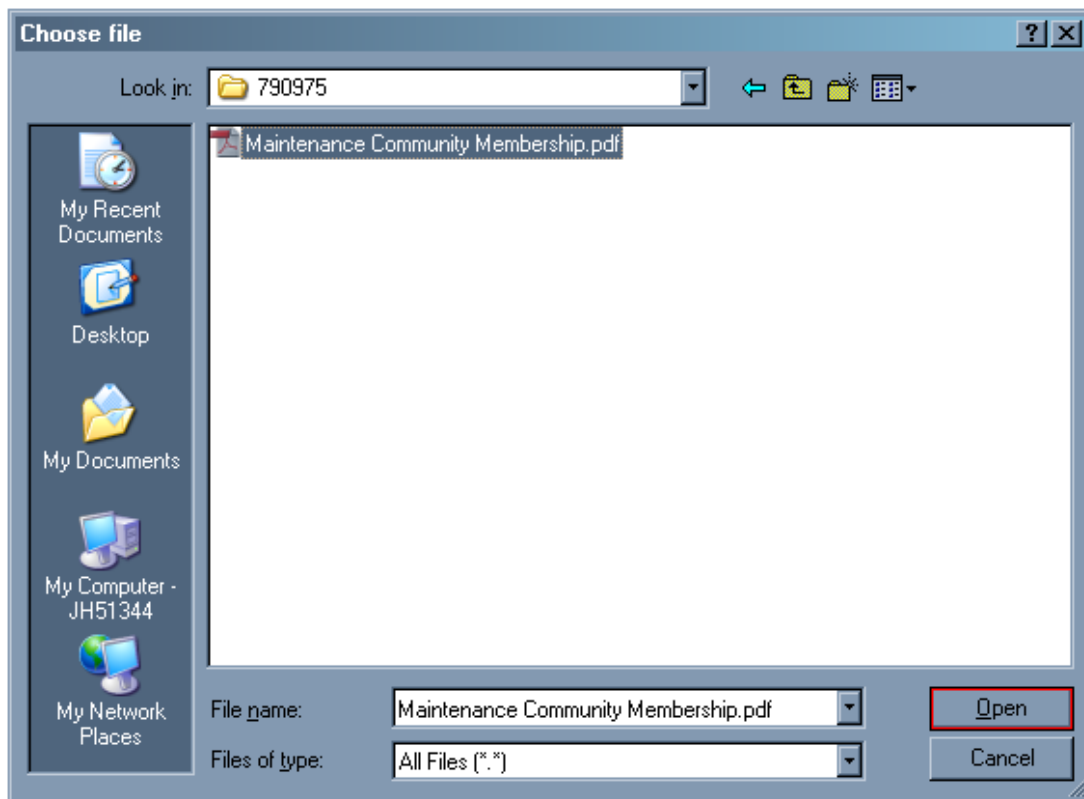 Choose file
Look in:
790975
Maintenance Community Membership.pdf
My Recent
Documents
Desktop
My Documents
My Computer -
JH51344
My Network
Places
File name:
Maintenance Community Membership.pdf
Open
Files of type:
All Files (*.*)
Cancel